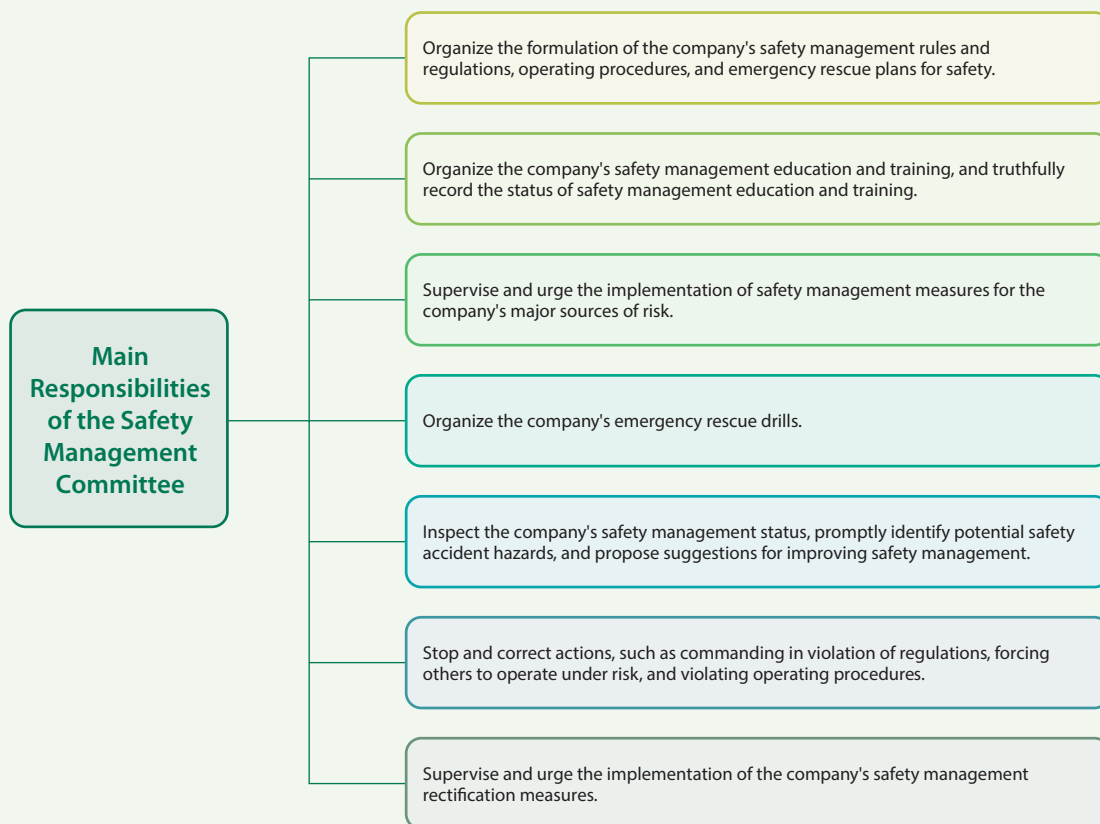 Main
Responsibilities
of the Safety
Management
Committee
Organize the formulation of the company's safety management rules and
regulations, operating procedures, and emergency rescue plans for safety.
Organize the company's safety management education and training, and truthfully
record the status of safety management education and training.
Supervise and urge the implementation of safety management measures for the
company's major sources of risk.
Organize the company's emergency rescue drills.
Inspect the company's safety management status, promptly identify potential safety
accident hazards, and propose suggestions for improving safety management.
Stop and correct actions, such as commanding in violation of regulations, forcing
others to operate under risk, and violating operating procedures.
Supervise and urge the implementation of the company's safety management
rectification measures.